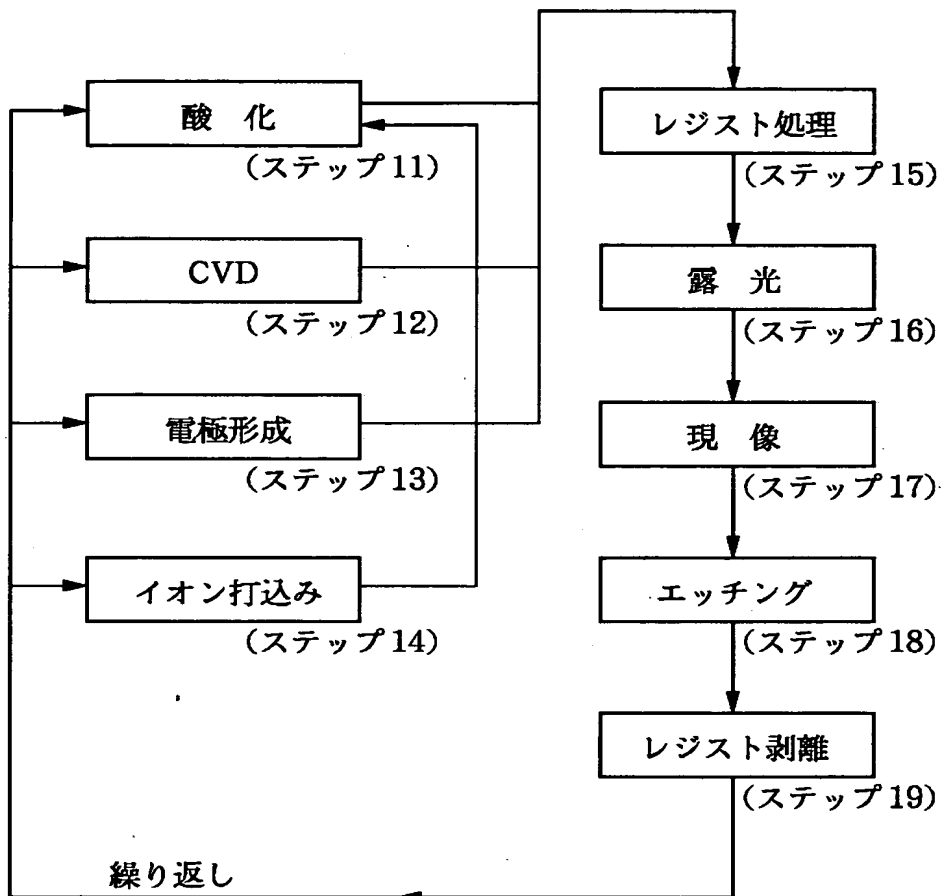 酸 化
(ステップ11)
CVD
(ステップ12)
電極形成
(ステップ13)
イオン打込み
(ステップ14)
レジスト処理
(ステップ15)
露 光
(ステップ16)
現 像
(ステップ17)
エッチング
(ステップ18)
レジスト剥離
(ステップ19)
繰り返し